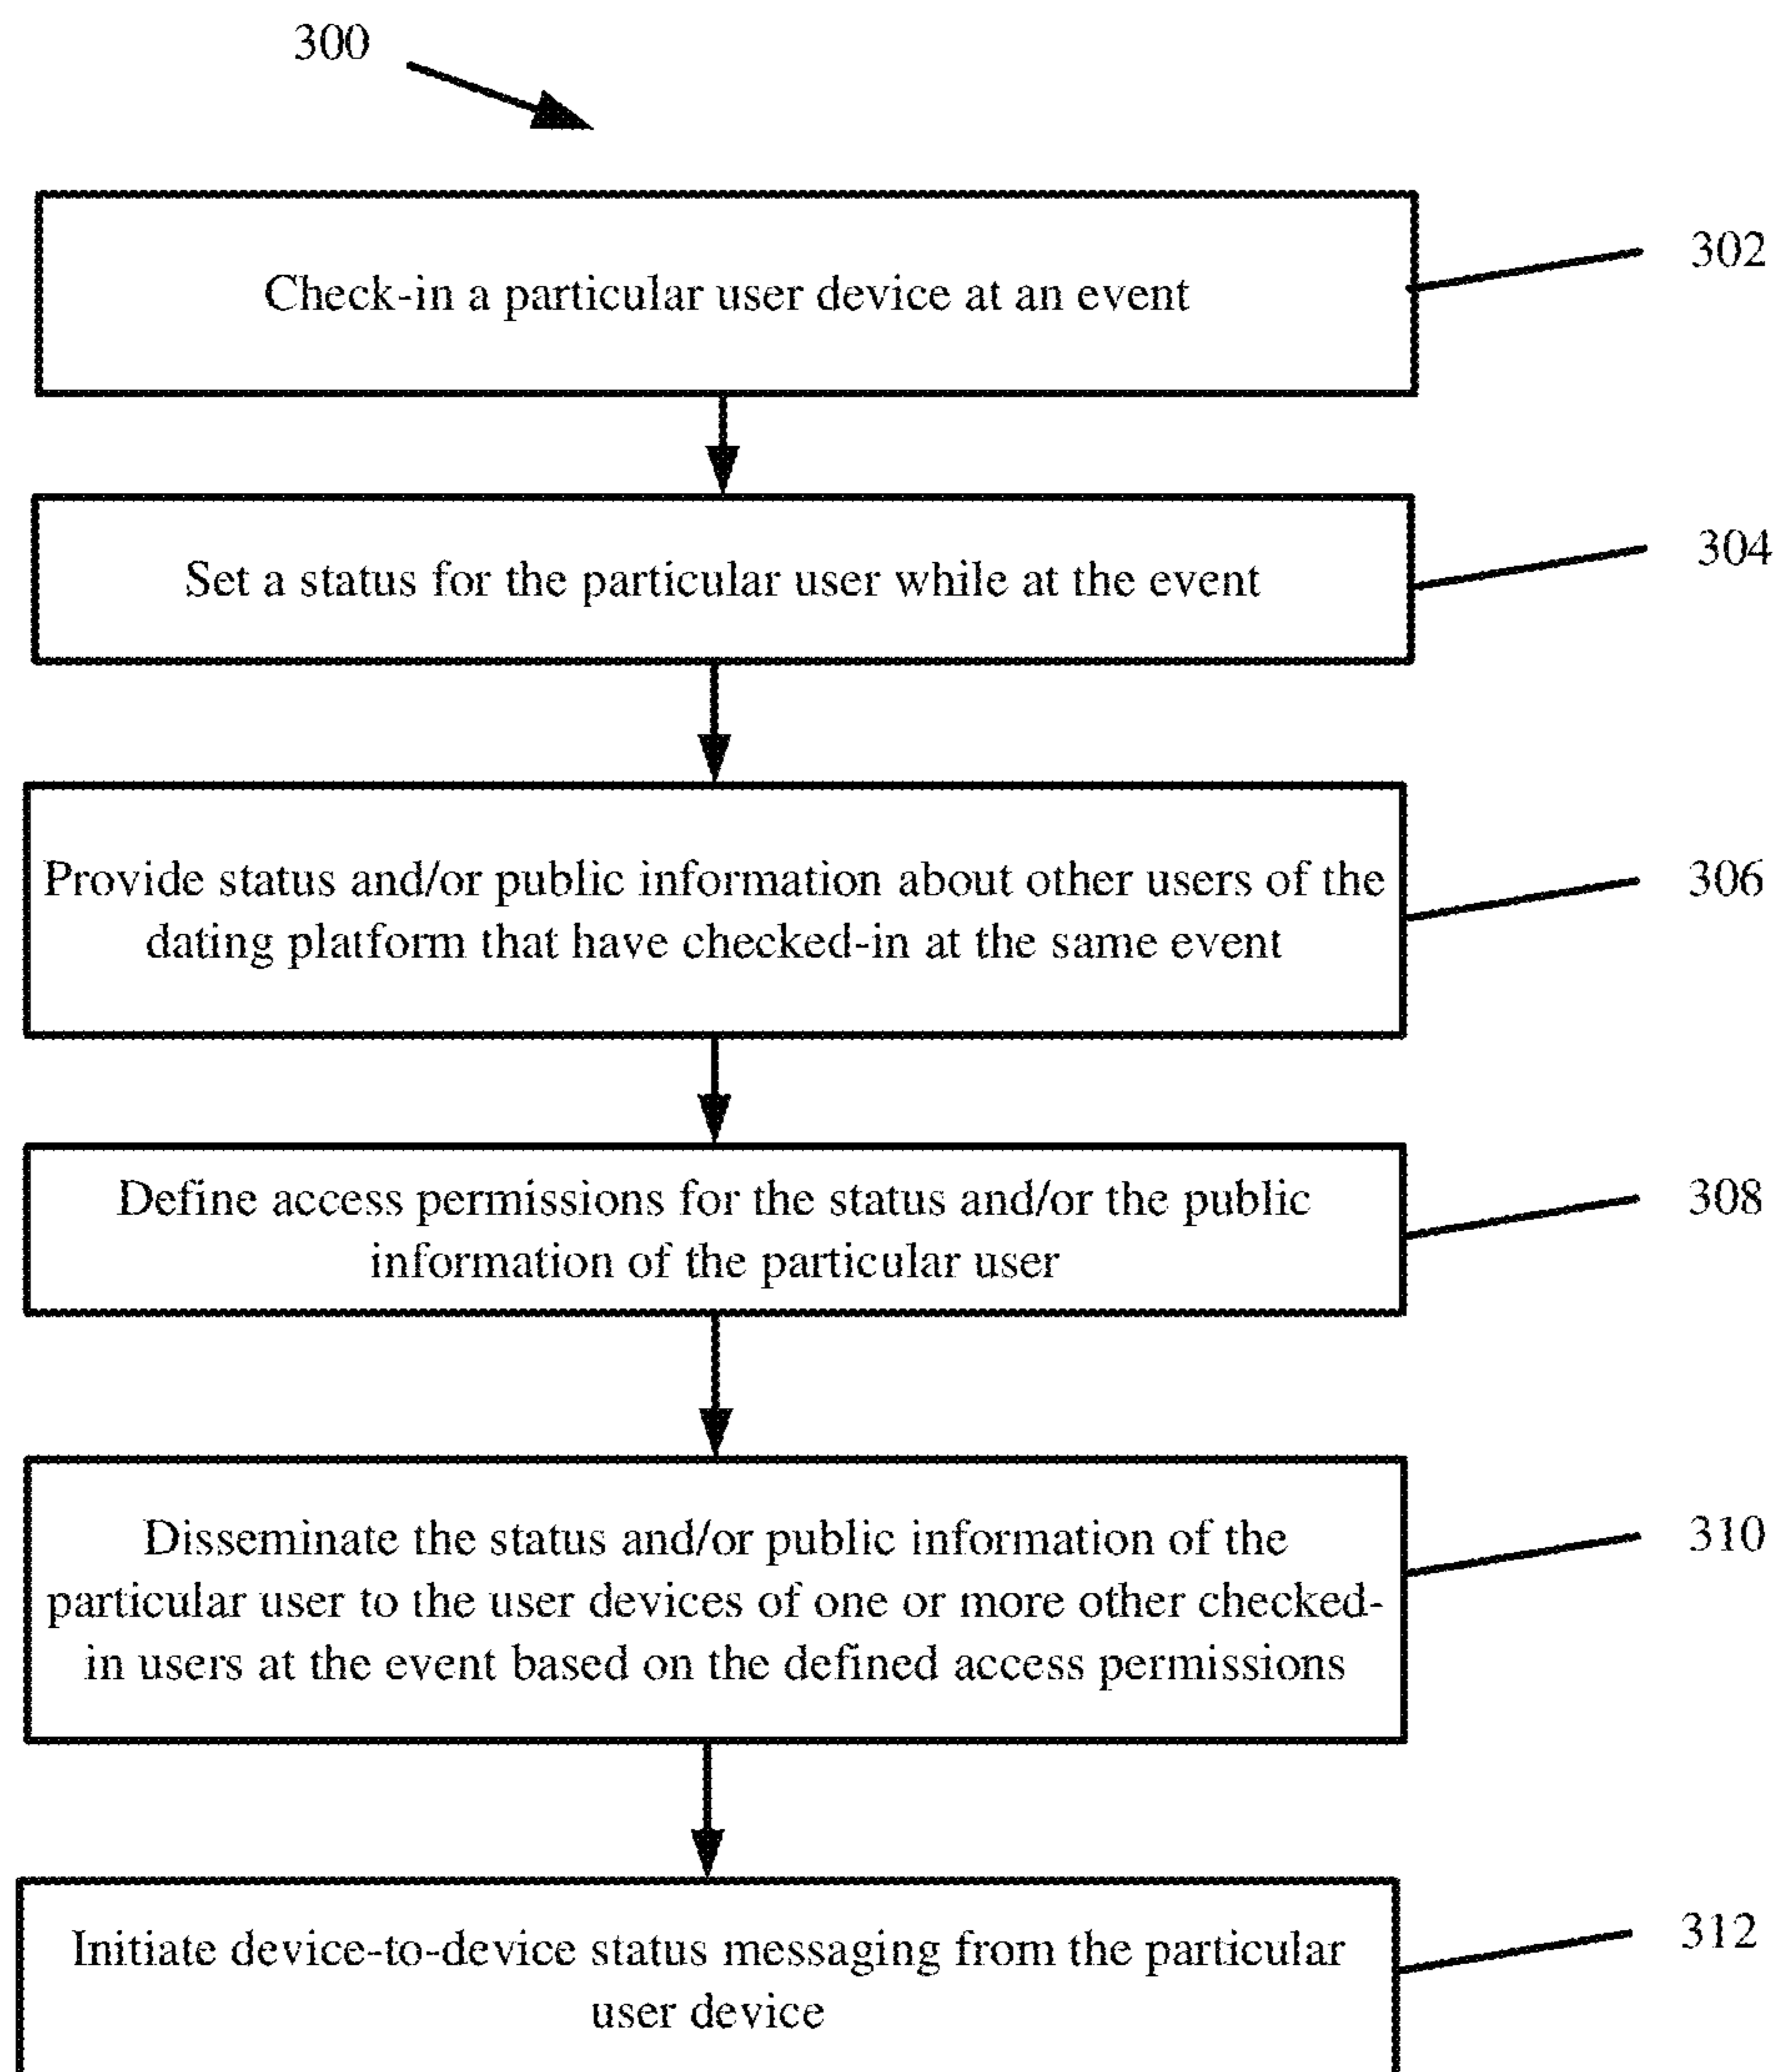 300
Check-in a particular user device at an event
302
Set a status for the particular user while at the event
304
Provide status and/or public information about other users of the
dating platform that have checked-in at the same event
306
Define access permissions for the status and/or the public
information of the particular user
308
Disseminate the status and/or public information of the
particular user to the user devices of one or more other checked-
in users at the event based on the defined access permissions
310
Initiate device-to-device status messaging from the particular
user device
312